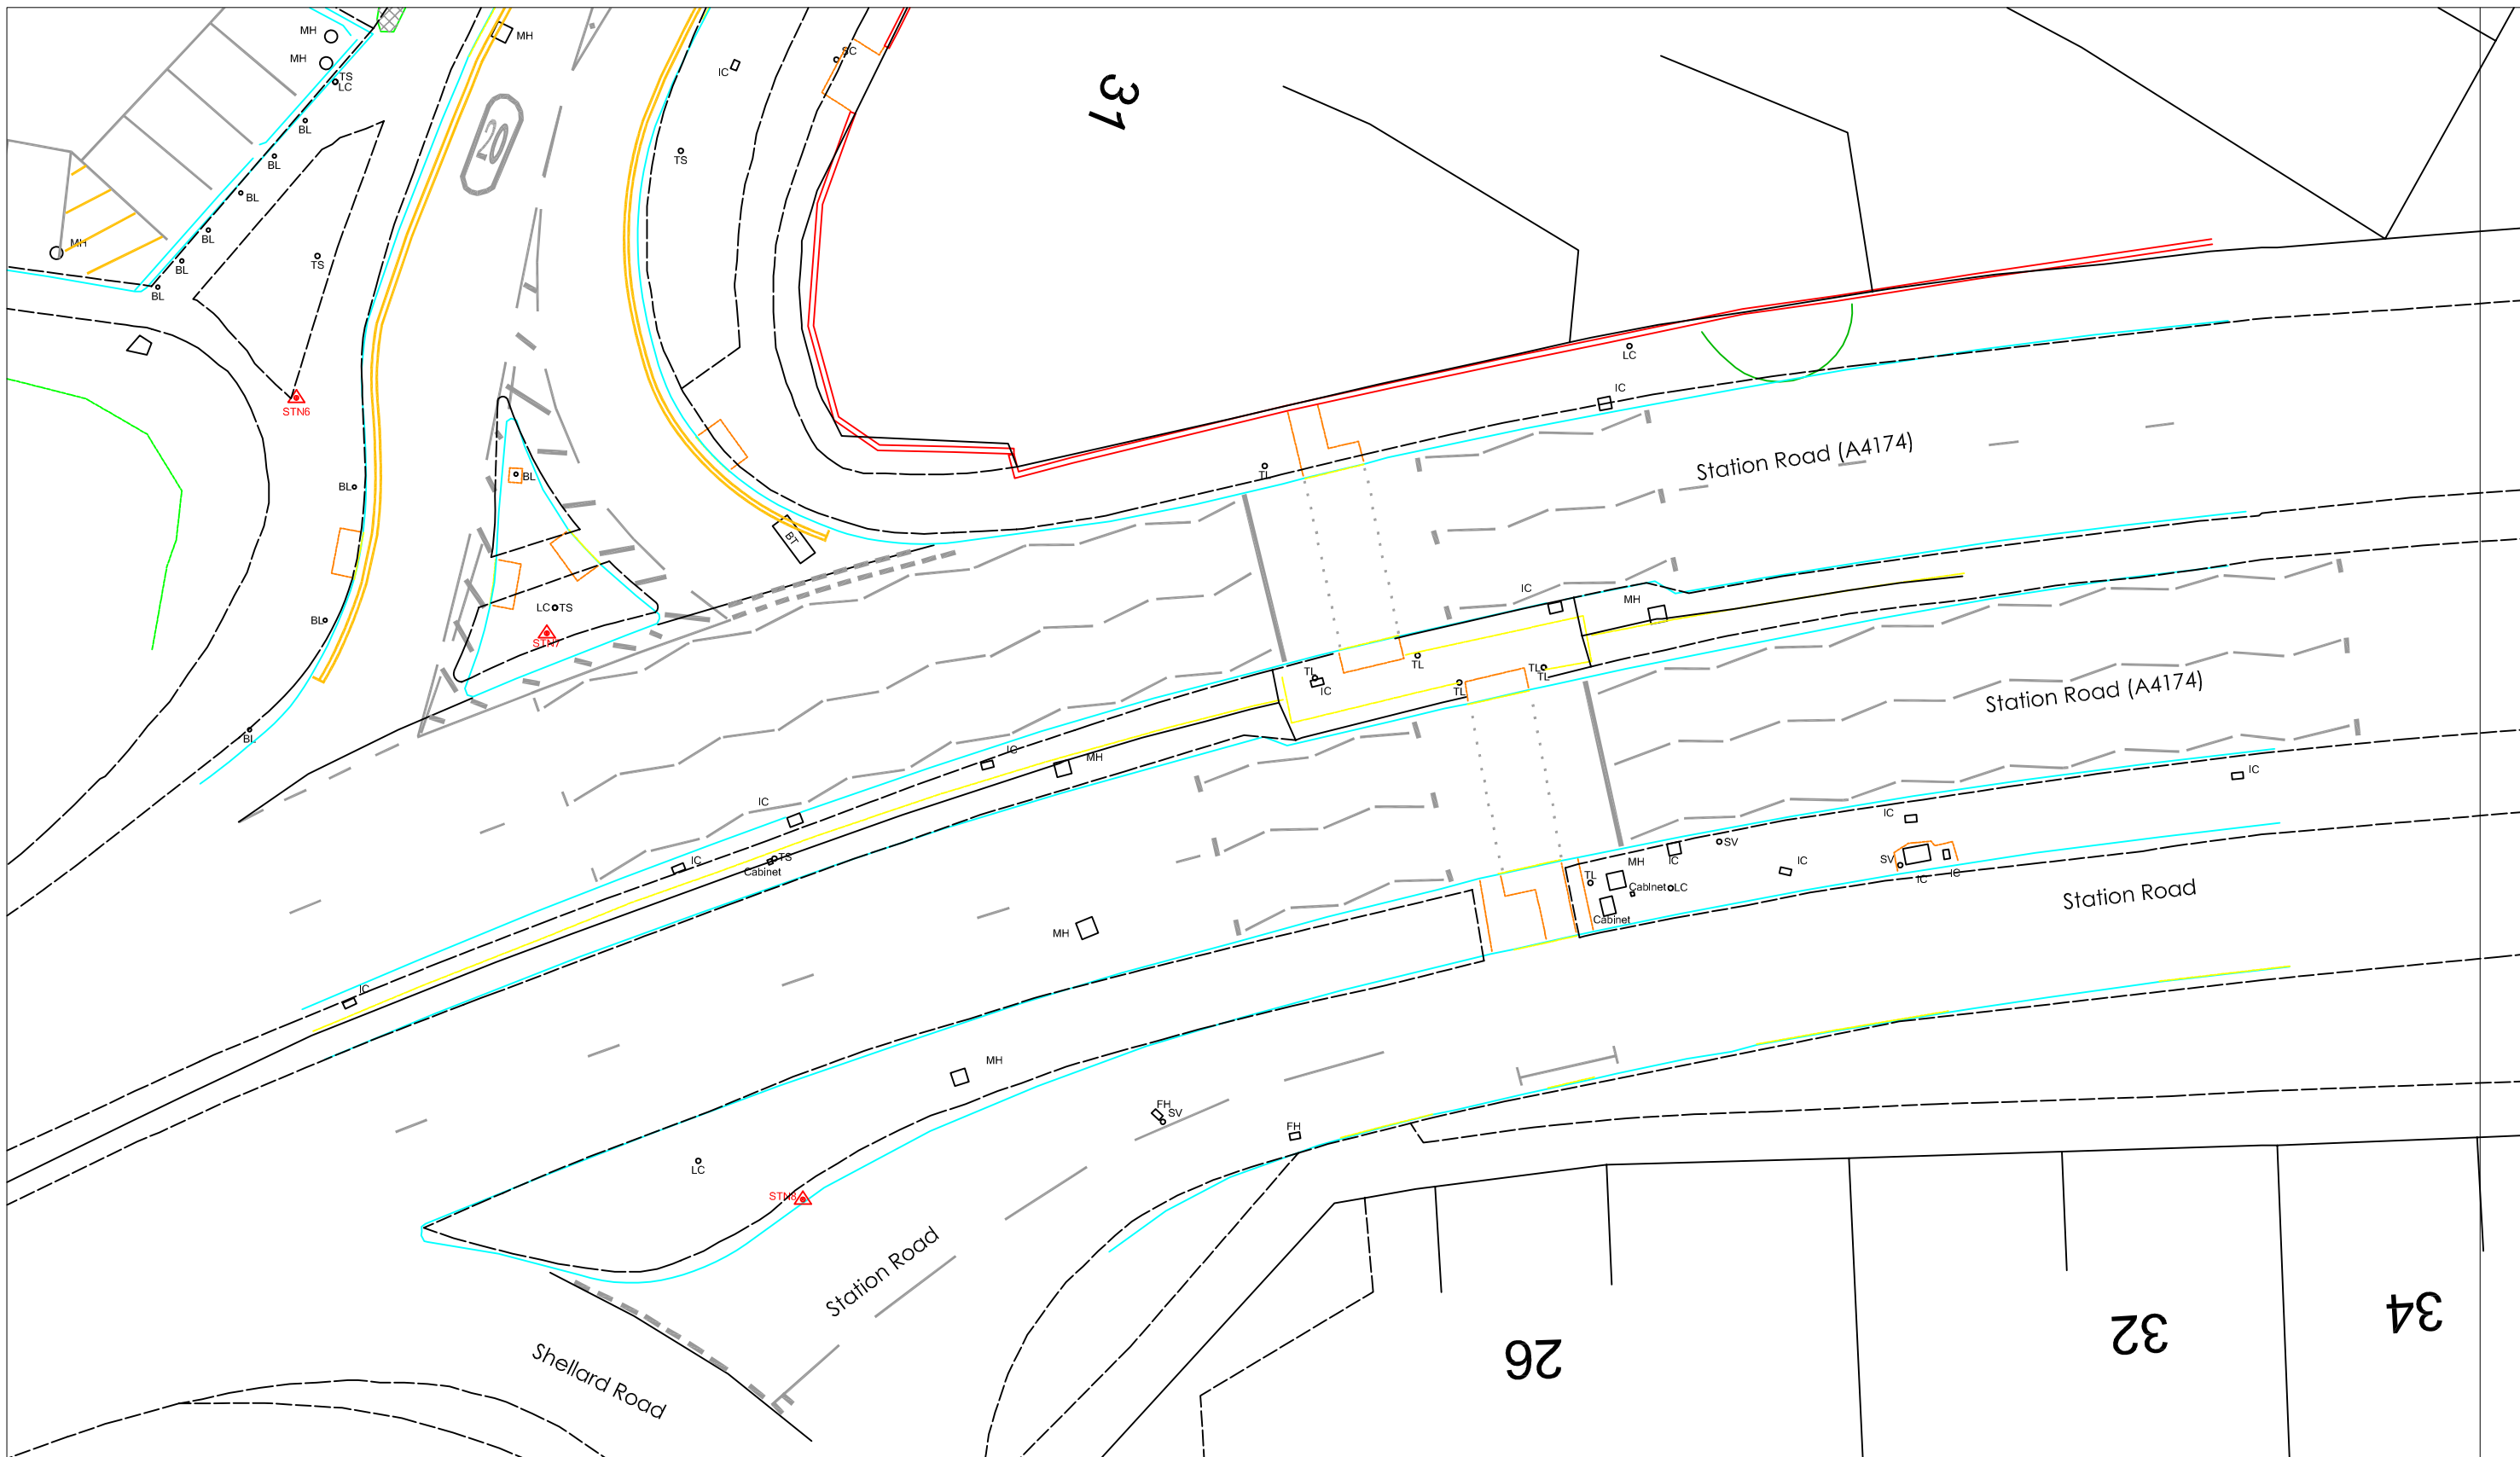 MH
MH
SC
MH
IC
TS
LC
31
BL
20
TS
BL
BL
BL
MH
TS
BL
BL
LC
IC
STN6
Station Road (A4174)
TL
BL
BL
BT
IC
MH
LC
TS
BL
STN7
TL
TL
TL
TL
TL
IC
Station Road (A4174)
BL
IC
MH
IC
IC
IC
SV
IC
TS
Cabinet
IC
MH
IC
IC
SV
TL
Cabinet
LC
IC
IC
Station Road
Cabinet
MH
IC
MH
FH
SV
FH
LC
STN8
Station Road
34
32
26
Shellard Road